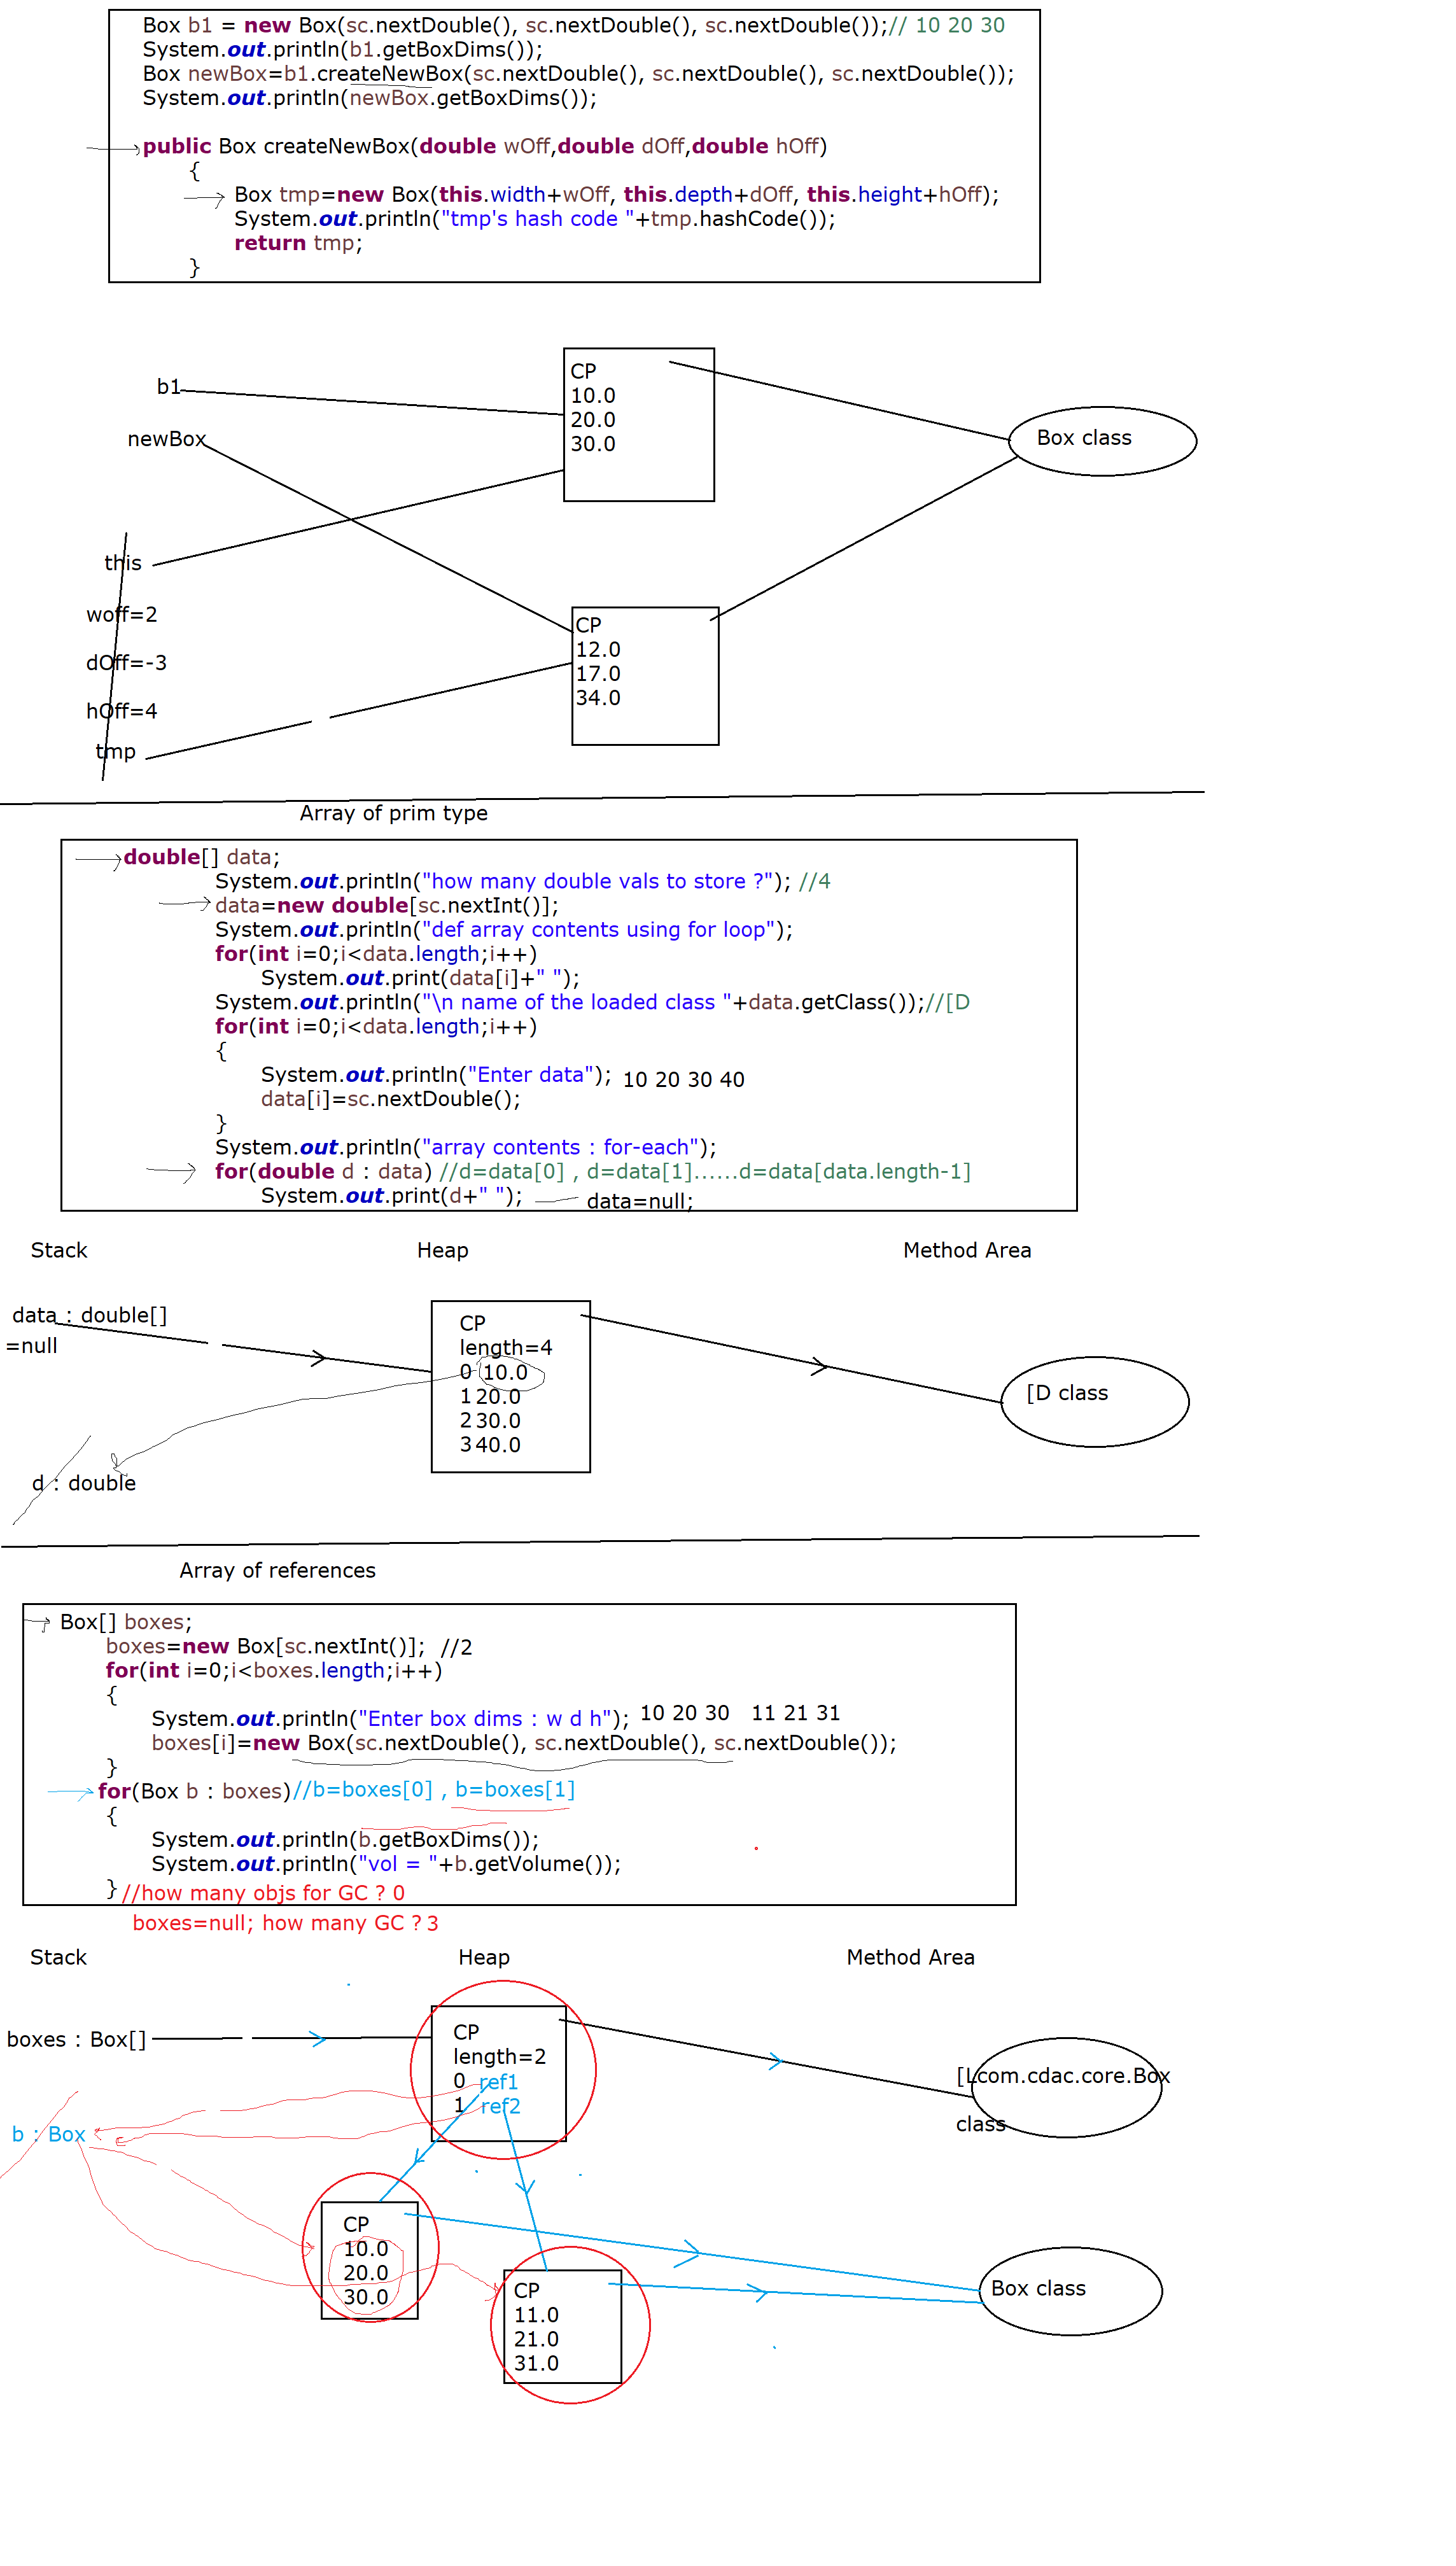 Box b1 = new Box(sc.nextDouble(), sc.nextDouble(), sc.nextDouble());// 10 20 30
System.out.println(b1.getBoxDims());
Box newBox=b1.createNewBox(sc.nextDouble(), sc.nextDouble(), sc.nextDouble());
System.out.println(newBox.getBoxDims());
public Box createNewBox(double wOff,double dOff,double hOff)
{
Box tmp=new Box(this.width+wOff, this.depth+dOff, this.height+hOff);
System.out.println("tmp's hash code "+tmp.hashCode());
return tmp;
}
b1
newBox
this
woff=2
dOff=-3
hOff=4
tmp
CP
10.0
20.0
30.0
CP
12.0
17.0
34.0
Box class
Array of prim type
double[] data;
System.out.println("how many double vals to store ?"); //4
data=new double[sc.nextInt()];
System.out.println("def array contents using for loop");
for(int i=0;i<data.length;i++)
System.out.print(data[i]+" ");
System.out.println("\n name of the loaded class "+data.getClass());//[D
for(int i=0;i<data.length;i++)
{
System.out.println("Enter data"); 10 20 30 40
data[i]=sc.nextDouble();
}
System.out.println("array contents : for-each");
for(double d : data) //d=data[0] , d=data[1]......d=data[data.length-1]
System.out.print(d+" "); data=null;
Stack Heap Method Area
data : double[]
=null
d : double
CP
length=4
0 10.0
1 20.0
2 30.0
3 40.0
[D class
Array of references
Box[] boxes;
boxes=new Box[sc.nextInt()]; //2
for(int i=0;i<boxes.length;i++)
{
System.out.println("Enter box dims : w d h"); 10 20 30 11 21 31
boxes[i]=new Box(sc.nextDouble(), sc.nextDouble(), sc.nextDouble());
}
for(Box b : boxes)//b=boxes[0] , b=boxes[1]
{
System.out.println(b.getBoxDims());
System.out.println("vol = "+b.getVolume());
} //how many objs for GC ? 0
boxes=null; how many GC ? 3
Stack Heap Method Area
boxes : Box[]
b : Box
CP
length=2
0 ref1
1 ref2
[Lcom.cdac.core.Box
class
CP
10.0
20.0
30.0
CP
11.0
21.0
31.0
Box class